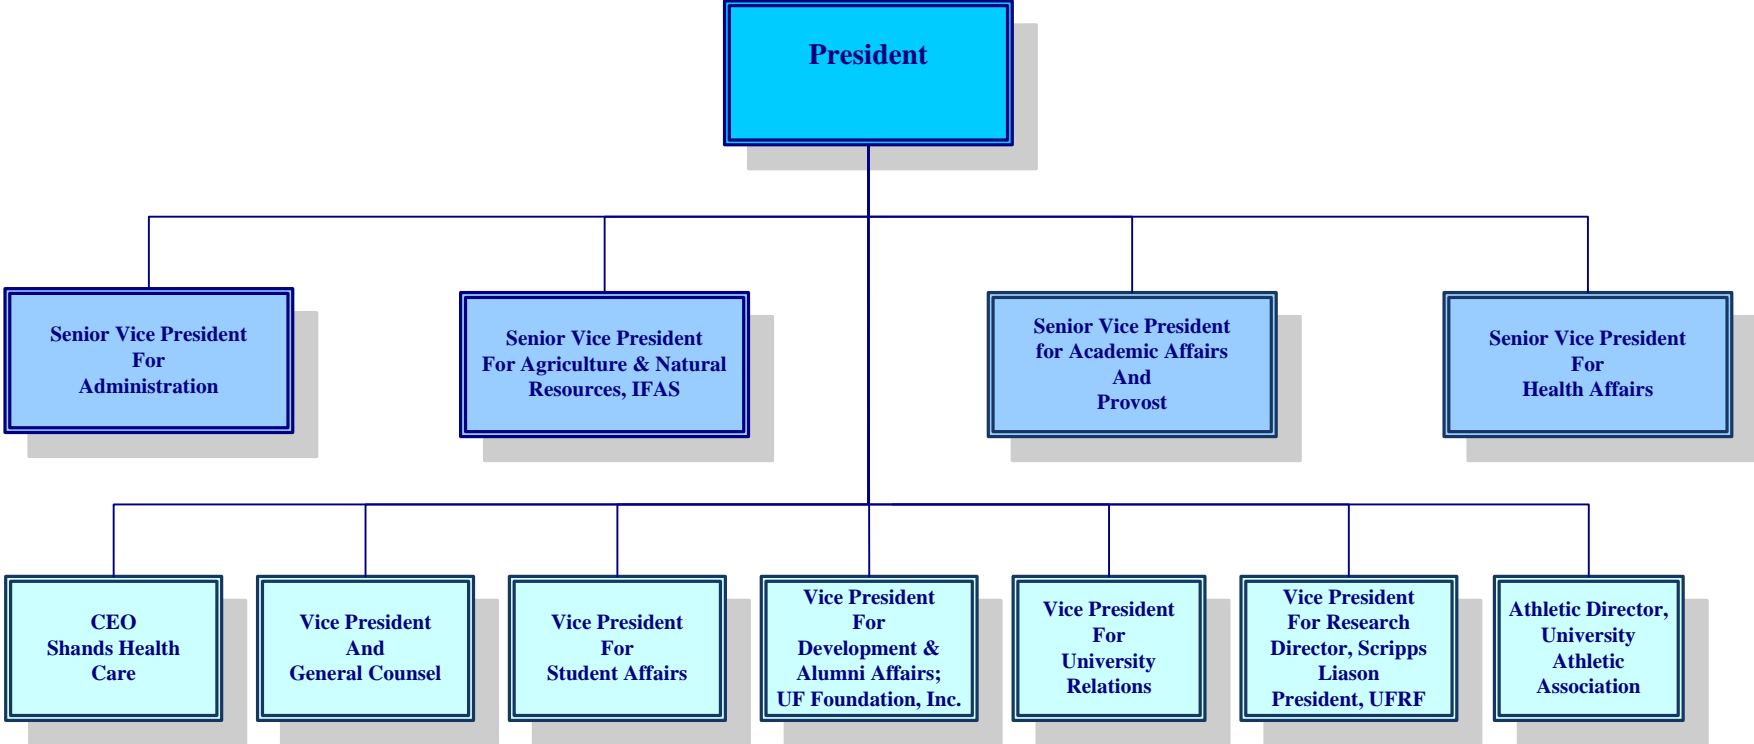 President
Senior Vice President
For
Administration
Senior Vice President
For Agriculture & Natural
Resources, IFAS
Senior Vice President
for Academic Affairs
And
Provost
Senior Vice President
For
Health Affairs
CEO
Shands Health
Care
Vice President
And
General Counsel
Vice President
For
Student Affairs
Vice President
For
Development &
Alumni Affairs;
UF Foundation, Inc.
Vice President
For
University
Relations
Vice President
For Research
Director, Scripps
Liason
President, UFRF
Athletic Director,
University
Athletic
Association